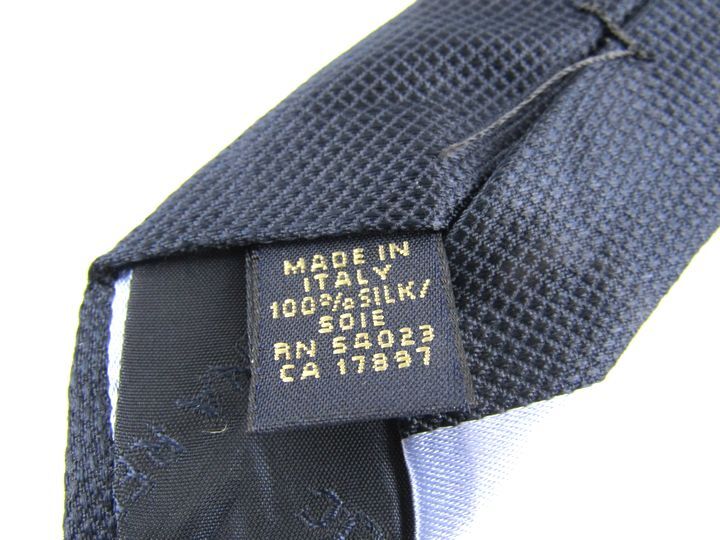 MADE IN
ITALY
100% SILK/
SOIE
RN 54023
CA 17897